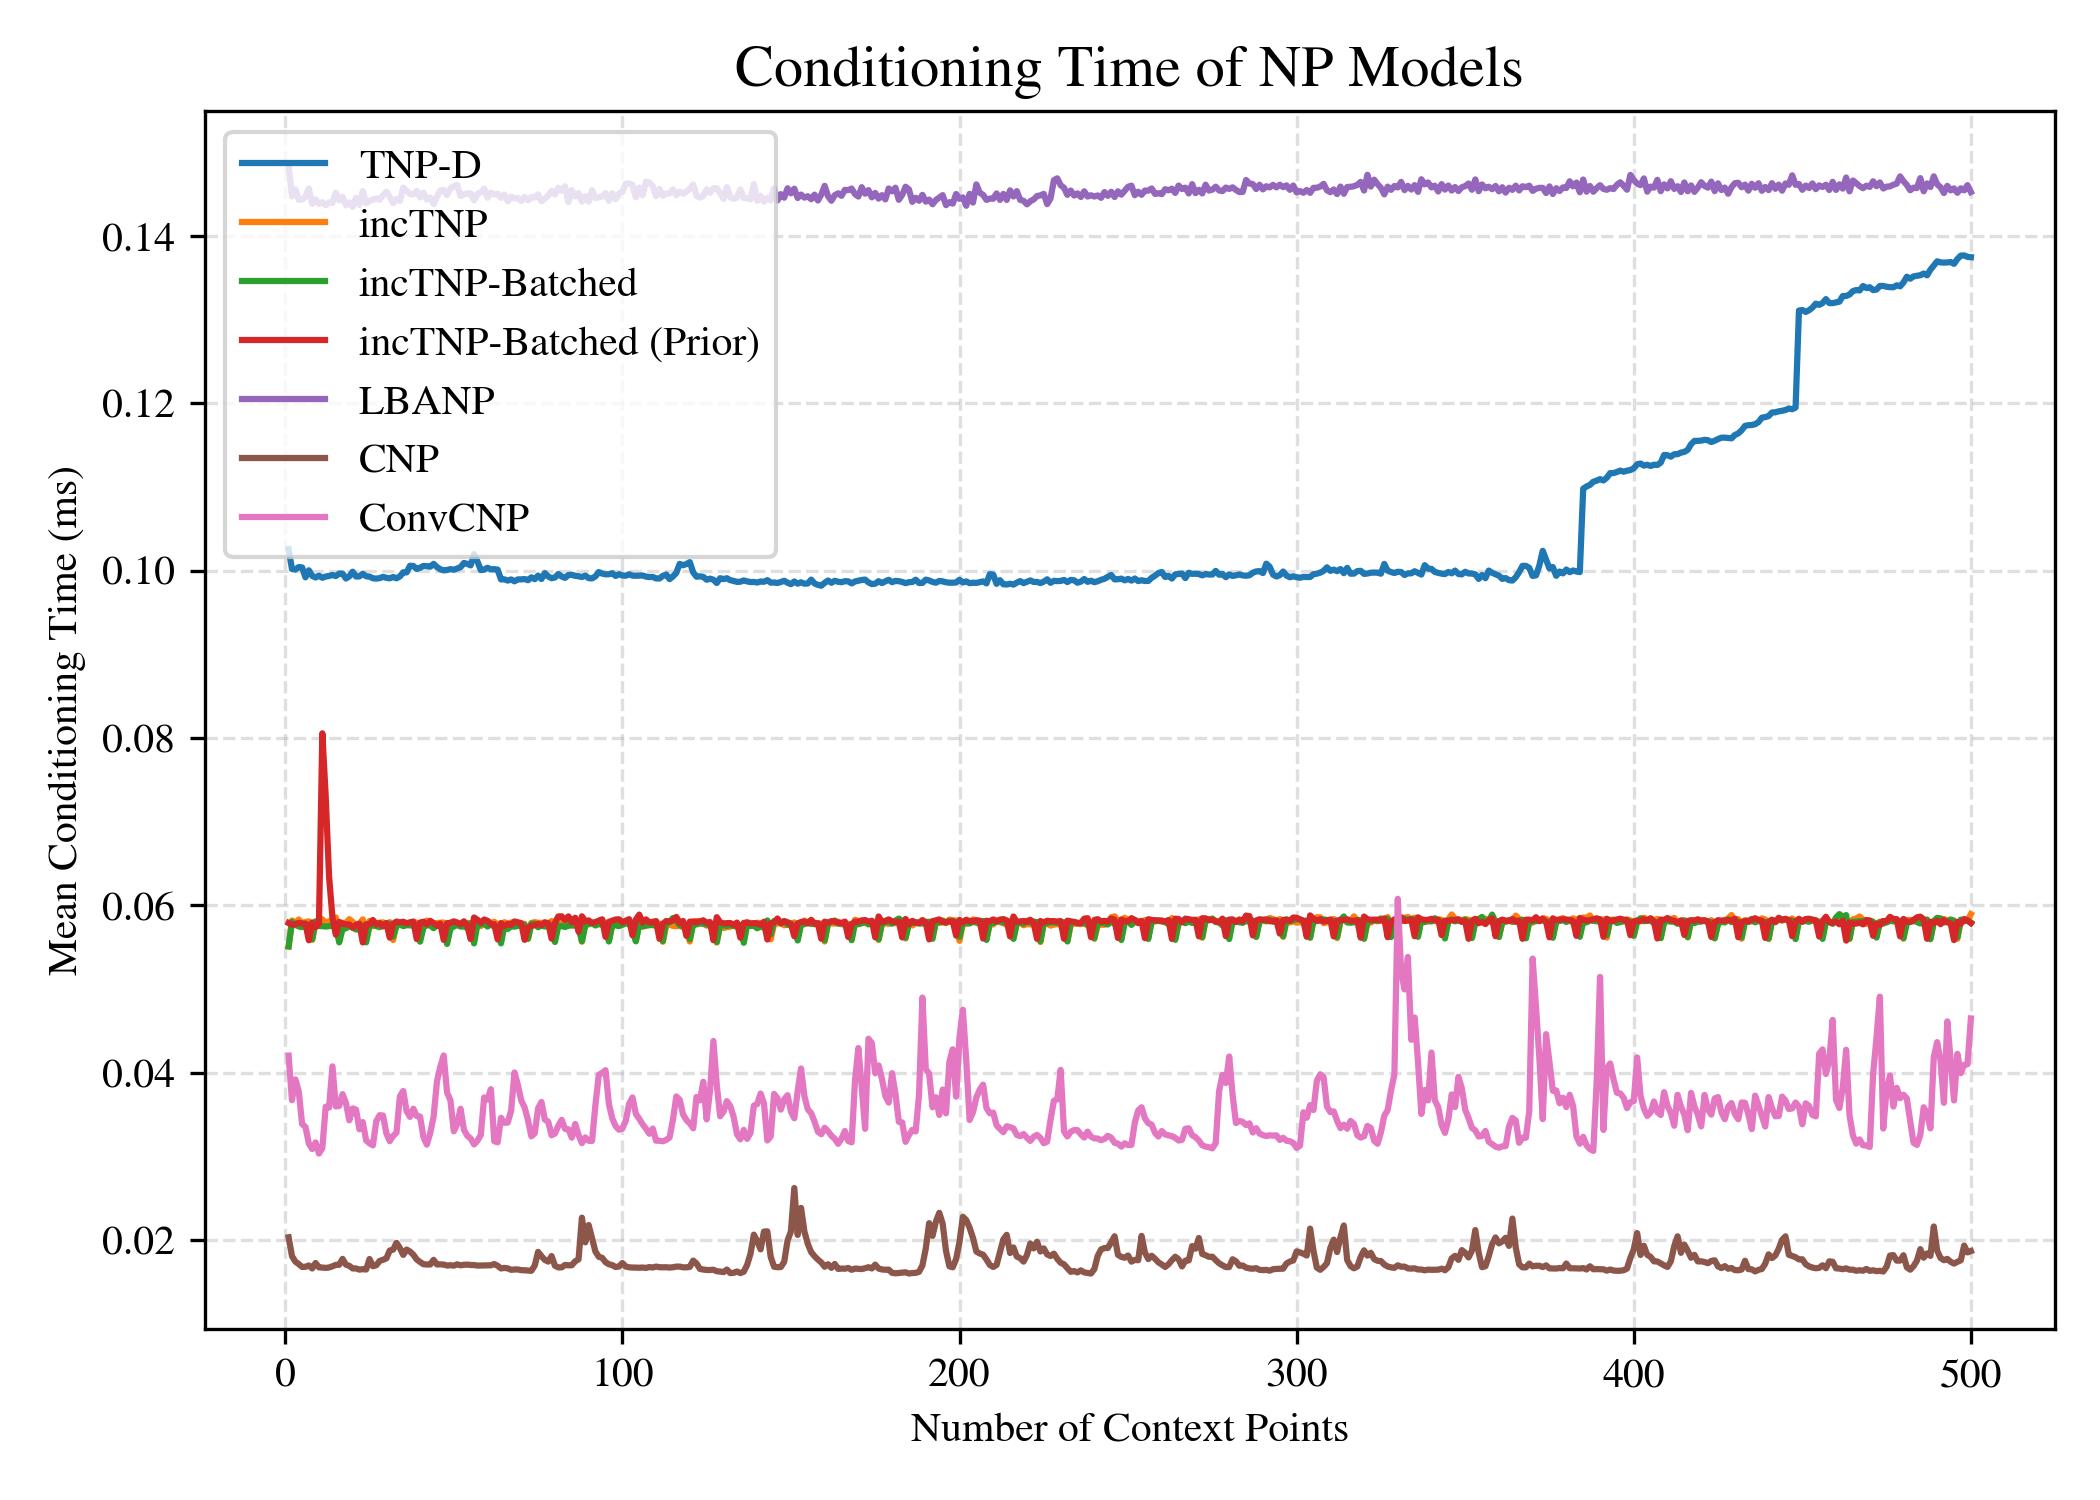 Conditioning Time of NP Models
TNP-D
incTNP
incTNP-Batched
incTNP-Batched (Prior)
LBANP
CNP
ConvCNP
Mean Conditioning Time (ms)
0.14
0.12
0.10
0.08
0.06
0.04
0.02
0 100 200 300 400 500
Number of Context Points